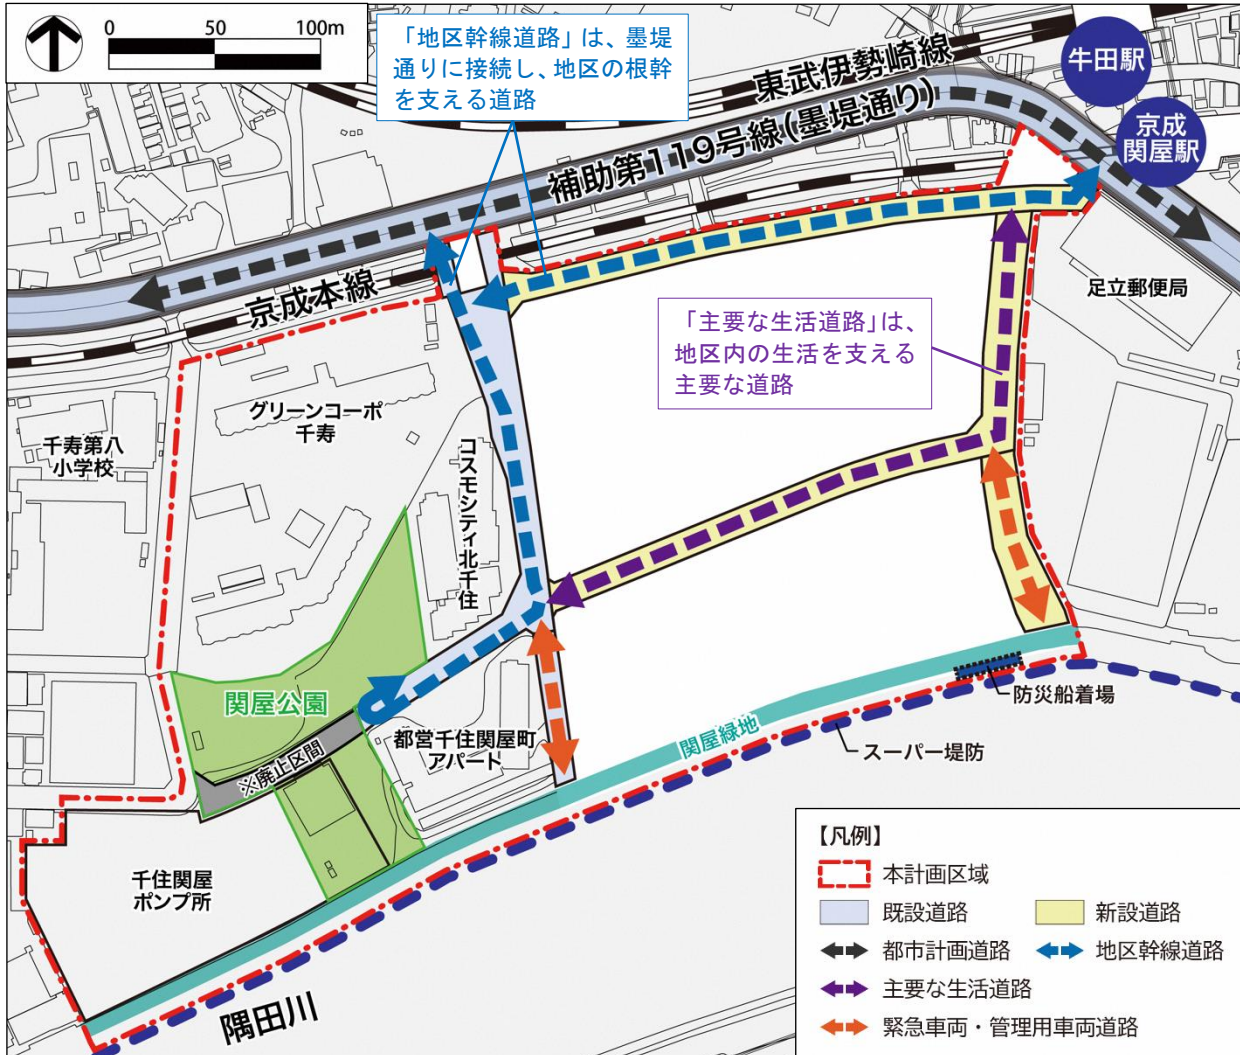 0 50 100m
「地区幹線道路」は、墨堤
通りに接続し、地区の根幹
を支える道路
東武伊勢崎線
牛田駅
京成
関屋駅
補助第119号線(墨堤通り)
京成本線
足立郵便局
「主要な生活道路」は、
地区内の生活を支える
主要な道路
グリーンコーポ
千寿
千寿第八
小学校
コスモシティ北千住
関屋公園
※廃止区間
都営千住関屋町
アパート
関屋緑地
防災船着場
スーパー堤防
千住関屋
ポンプ所
隅田川
【凡例】
本計画区域
既設道路
新設道路
都市計画道路
地区幹線道路
主要な生活道路
緊急車両・管理用車両道路